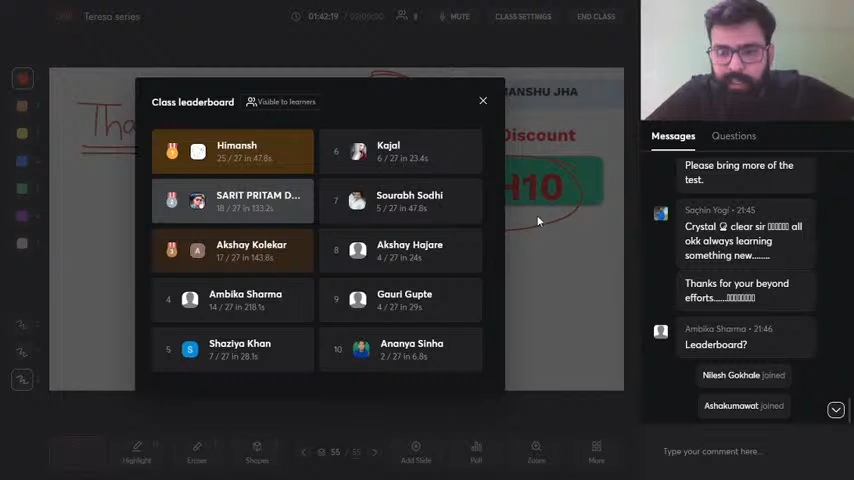 Teresa series
01:42:19
MUTE
CLASS SETTINGS
END CLASS
Tha
MANSHU JHA
Discount
H10
Class leaderboard
Visible to learners
Himansh
25 / 27 in 47.8s
SARIT PRITAM D...
18 / 27 in 133.2s
Akshay Kolekar
17 / 27 in 143.8s
4
Ambika Sharma
14 / 27 in 218.1s
5
S
Shaziya Khan
7 / 27 in 28.1s
6
Kajal
6 / 27 in 23.4s
7
Sourabh Sodhi
5 / 27 in 47.8s
8
Akshay Hajare
4 / 27 in 24s
9
Gauri Gupte
4 / 27 in 29s
10
Ananya Sinha
2 / 27 in 6.8s
Messages
Questions
Please bring more of the
test.
Saçhin Yogí • 21:45
Crystal clear sir all
okk always learning
something new........
Thanks for your beyond
efforts......
Ambika Sharma • 21:46
Leaderboard?
Nilesh Gokhale joined
Ashakumawat joined
Type your comment here...
Highlight
Eraser
Shapes
55 / 55
Add Slide
Poll
Zoom
More